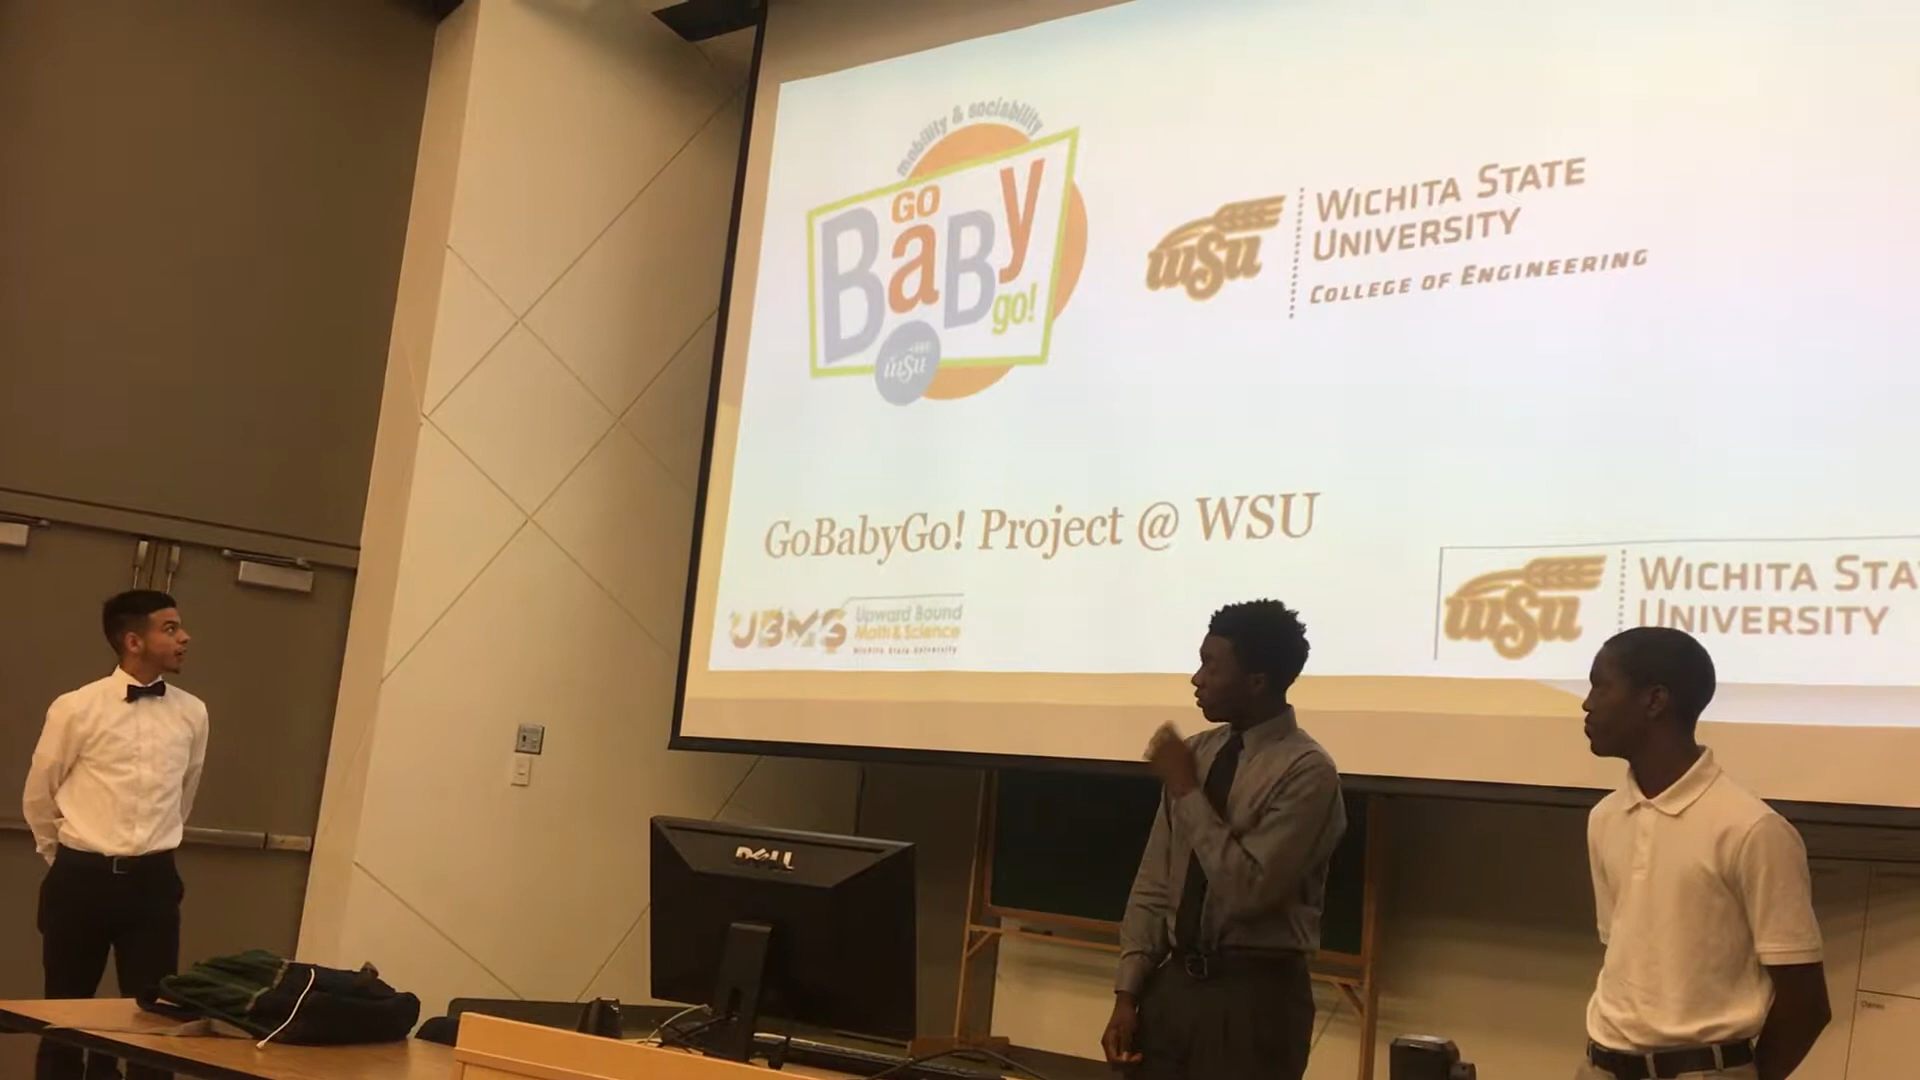 mobility & sociability
GO
BaBy
go!
WSU
WSU
WICHITA STATE
UNIVERSITY
COLLEGE OF ENGINEERING
GoBabyGo! Project @ WSU
UBMS
Upward Bound
Math & Science
Wichita State University
WSU
WICHITA STA
UNIVERSITY
DELL